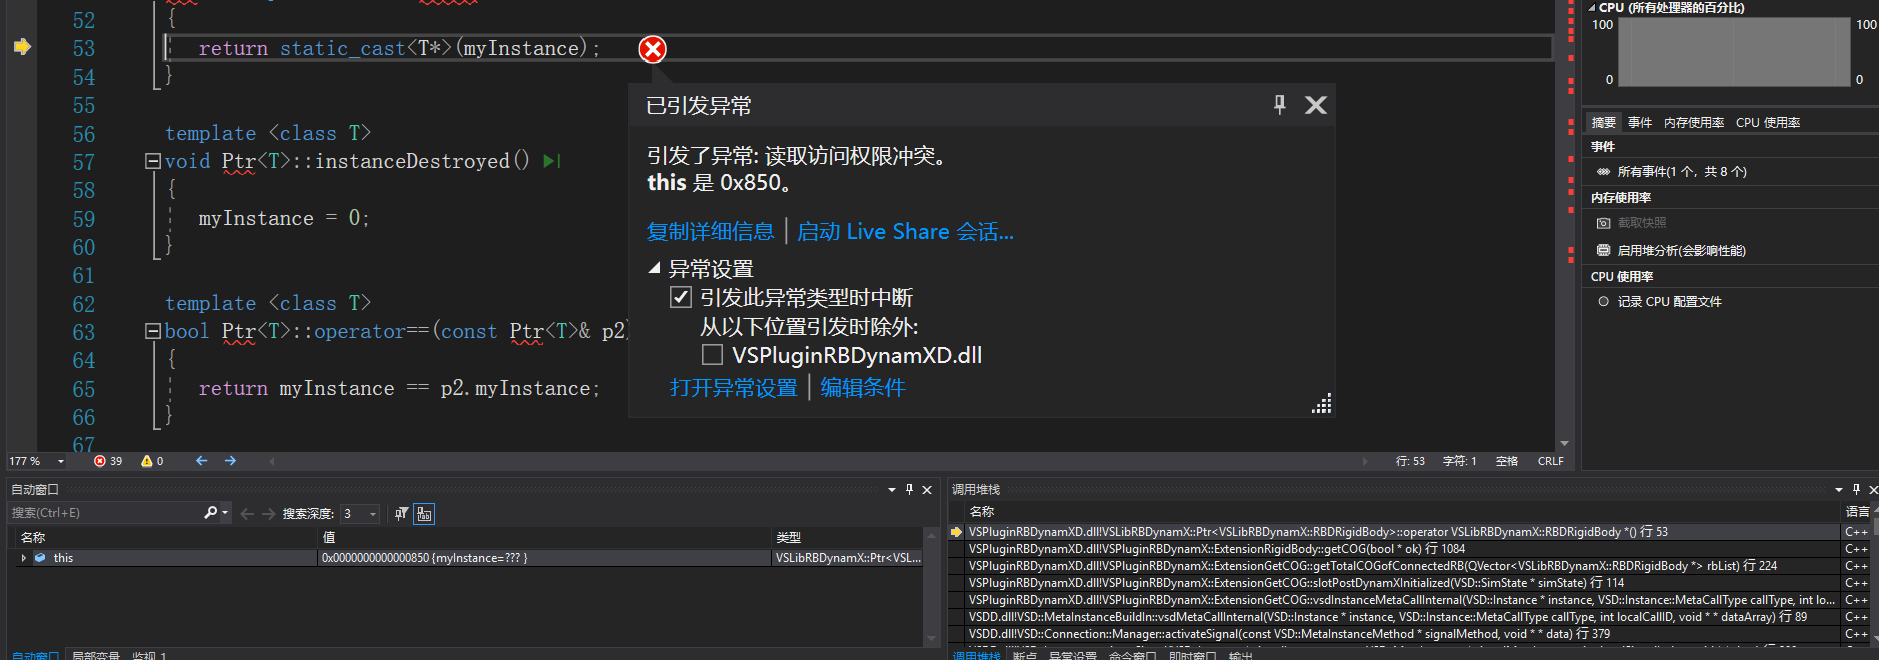 52 {
53 return static_cast<T*>(myInstance);
54 }
55
56 template <class T>
57 void Ptr<T>::instanceDestroyed()
58 {
59 myInstance = 0;
60 }
61
62 template <class T>
63 bool Ptr<T>::operator==(const Ptr<T>& p2)
64 {
65 return myInstance == p2.myInstance;
66 }
67
已引发异常
引发了异常: 读取访问权限冲突。
this 是 0x850。
复制详细信息 | 启动 Live Share 会话...
异常设置
引发此异常类型时中断
从以下位置引发时除外:
VSPluginRBDynamXD.dll
打开异常设置 | 编辑条件
177 % 39 0 行: 53 字符: 1 空格 CRLF
CPU (所有处理器的百分比)
100 100
0 0
摘要 事件 内存使用率 CPU 使用率
事件
所有事件(1 个，共 8 个)
内存使用率
截取快照
启用堆分析(会影响性能)
CPU 使用率
记录 CPU 配置文件
自动窗口
搜索(Ctrl+E) 搜索深度: 3
名称 值 类型
this 0x0000000000000850 {myInstance=??? } VSLibRBDynamX::Ptr<VSL...
自动窗口 局部变量 监视 1
调用堆栈
名称 语言
VSPluginRBDynamXD.dll!VSLibRBDynamX::Ptr<VSLibRBDynamX::RBDRigidBody>::operator VSLibRBDynamX::RBDRigidBody *() 行 53 C++
VSPluginRBDynamXD.dll!VSPluginRBDynamX::ExtensionRigidBody::getCOG(bool * ok) 行 1084 C++
VSPluginRBDynamXD.dll!VSPluginRBDynamX::ExtensionGetCOG::getTotalCOGofConnectedRB(QVector<VSLibRBDynamX::RBDRigidBody *> rbList) 行 224 C++
VSPluginRBDynamXD.dll!VSPluginRBDynamX::ExtensionGetCOG::slotPostDynamXInitialized(VSD::SimState * simState) 行 114 C++
VSPluginRBDynamXD.dll!VSPluginRBDynamX::ExtensionGetCOG::vsdInstanceMetaCallInternal(VSD::Instance * instance, VSD::Instance::MetaCallType callType, int lo... C++
VSDD.dll!VSD::MetaInstanceBuildIn::vsdMetaCallInternal(VSD::Instance * instance, VSD::Instance::MetaCallType callType, int localCallID, void * * dataArray) 行 89 C++
VSDD.dll!VSD::Connection::Manager::activateSignal(const VSD::MetaInstanceMethod * signalMethod, void * * data) 行 379 C++
调用堆栈 断点 异常设置 命令窗口 即时窗口 输出